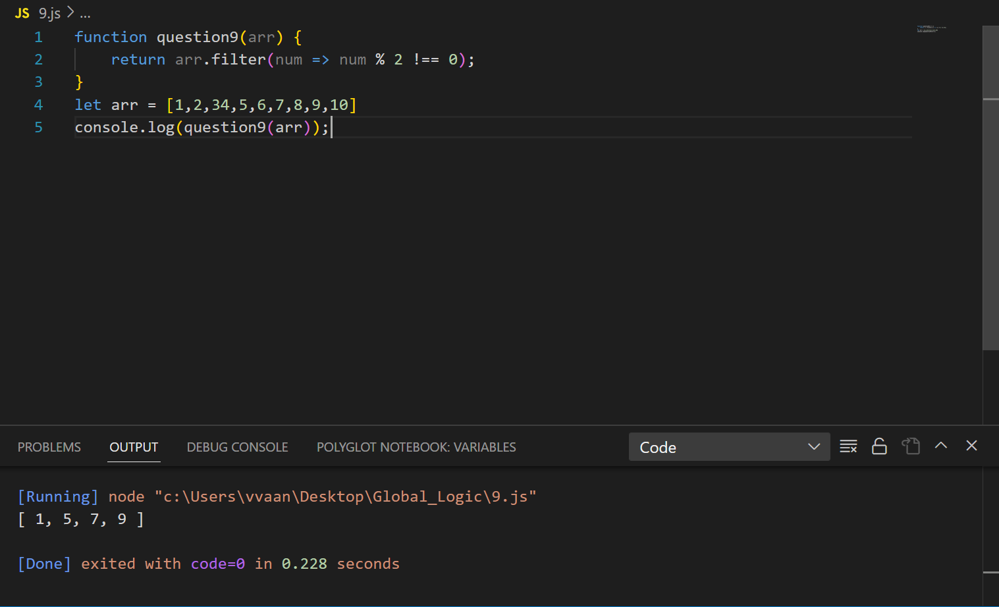 JS 9.js > ...
1 function question9(arr) {
2     return arr.filter(num => num % 2 !== 0);
3 }
4 let arr = [1,2,34,5,6,7,8,9,10]
5 console.log(question9(arr));
PROBLEMS OUTPUT DEBUG CONSOLE POLYGLOT NOTEBOOK: VARIABLES Code
[Running] node "c:\Users\vvaan\Desktop\Global_Logic\9.js"
[ 1, 5, 7, 9 ]
[Done] exited with code=0 in 0.228 seconds